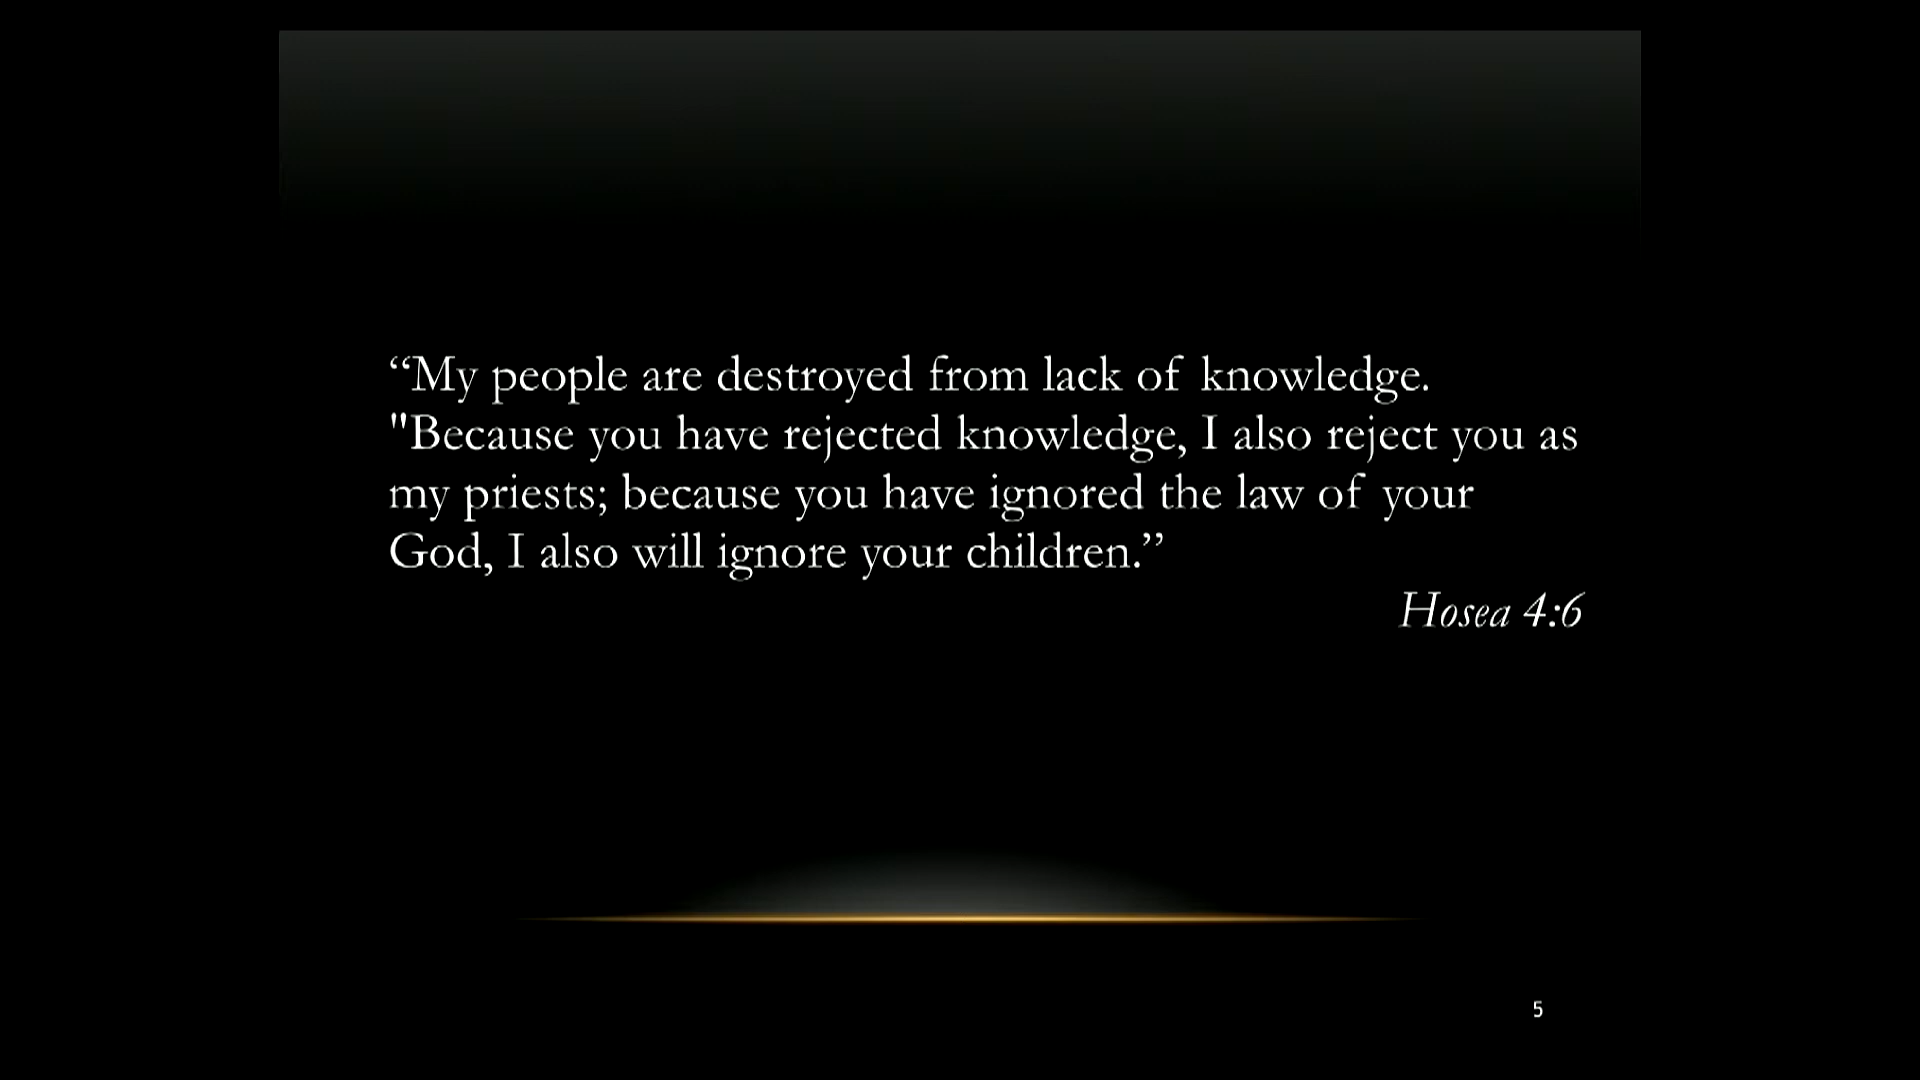 “My people are destroyed from lack of knowledge.
"Because you have rejected knowledge, I also reject you as
my priests; because you have ignored the law of your
God, I also will ignore your children.”
Hosea 4:6
5